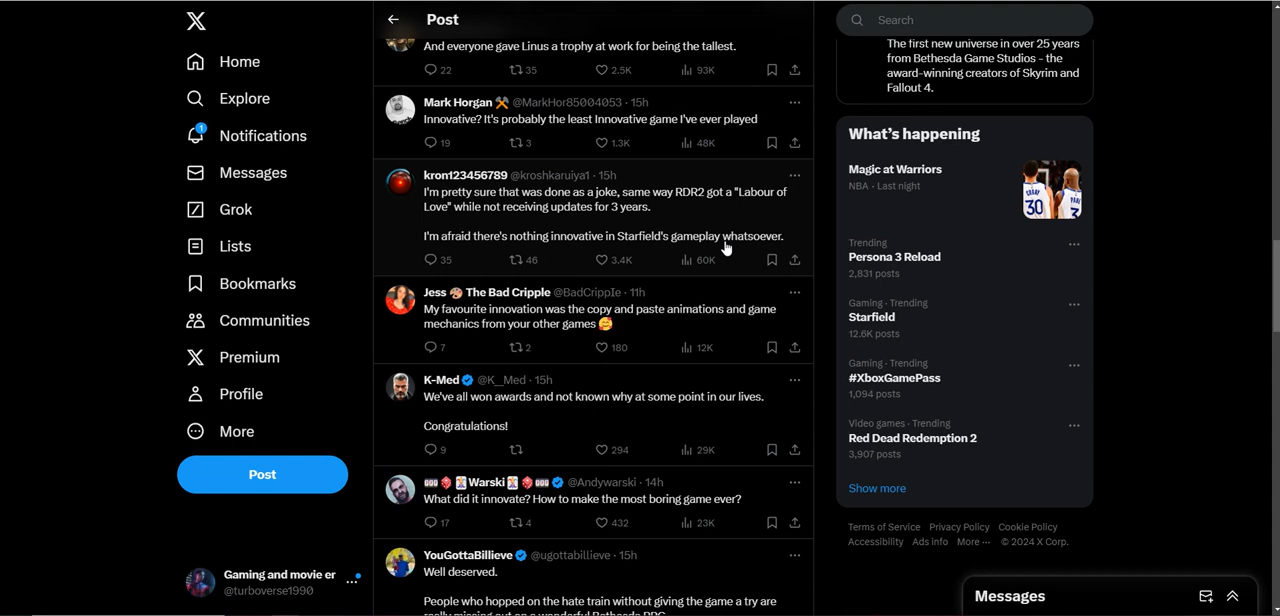 Home
Explore
1
Notifications
Messages
Grok
Lists
Bookmarks
Communities
Premium
Profile
More
Post
Gaming and movie er
@turboverse1990
Post
And everyone gave Linus a trophy at work for being the tallest.
22 35 2.5K 93K
Mark Horgan @MarkHor85004053 · 15h
Innovative? It's probably the least Innovative game I've ever played
19 3 1.3K 48K
kron123456789 @kroshkaruiya1 · 15h
I'm pretty sure that was done as a joke, same way RDR2 got a "Labour of
Love" while not receiving updates for 3 years.
I'm afraid there's nothing innovative in Starfield's gameplay whatsoever.
35 46 3.4K 60K
Jess The Bad Cripple @BadCrippIe · 11h
My favourite innovation was the copy and paste animations and game
mechanics from your other games
7 2 180 12K
K-Med @K__Med · 15h
We've all won awards and not known why at some point in our lives.
Congratulations!
9 294 29K
Warski @Andywarski · 14h
What did it innovate? How to make the most boring game ever?
17 4 432 23K
YouGottaBillieve @ugottabillieve · 15h
Well deserved.
People who hopped on the hate train without giving the game a try are
really missing out on a wonderful Bethesda RPG
Search
The first new universe in over 25 years
from Bethesda Game Studios - the
award-winning creators of Skyrim and
Fallout 4.
What's happening
Magic at Warriors
NBA · Last night
Trending
Persona 3 Reload
2,831 posts
Gaming · Trending
Starfield
12.6K posts
Gaming · Trending
#XboxGamePass
1,094 posts
Video games · Trending
Red Dead Redemption 2
3,907 posts
Show more
Terms of Service Privacy Policy Cookie Policy
Accessibility Ads info More ··· © 2024 X Corp.
Messages